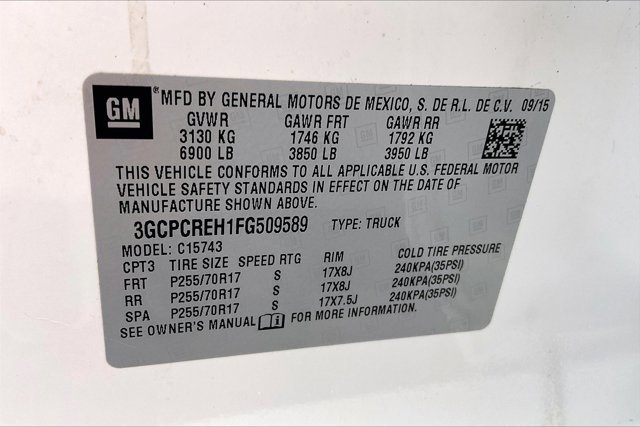 GM ® MFD BY GENERAL MOTORS DE MEXICO, S. DE R.L. DE C.V. 09/15
GVWR GAWR FRT GAWR RR
3130 KG 1746 KG 1792 KG
6900 LB 3850 LB 3950 LB
THIS VEHICLE CONFORMS TO ALL APPLICABLE U.S. FEDERAL MOTOR
VEHICLE SAFETY STANDARDS IN EFFECT ON THE DATE OF
MANUFACTURE SHOWN ABOVE.
3GCPCREH1FG509589 TYPE: TRUCK
MODEL: C15743
CPT3 TIRE SIZE SPEED RTG RIM COLD TIRE PRESSURE
FRT P255/70R17 S 17X8J 240KPA(35PSI)
RR P255/70R17 S 17X8J 240KPA(35PSI)
SPA P255/70R17 S 17X7.5J 240KPA(35PSI)
SEE OWNER'S MANUAL FOR MORE INFORMATION.